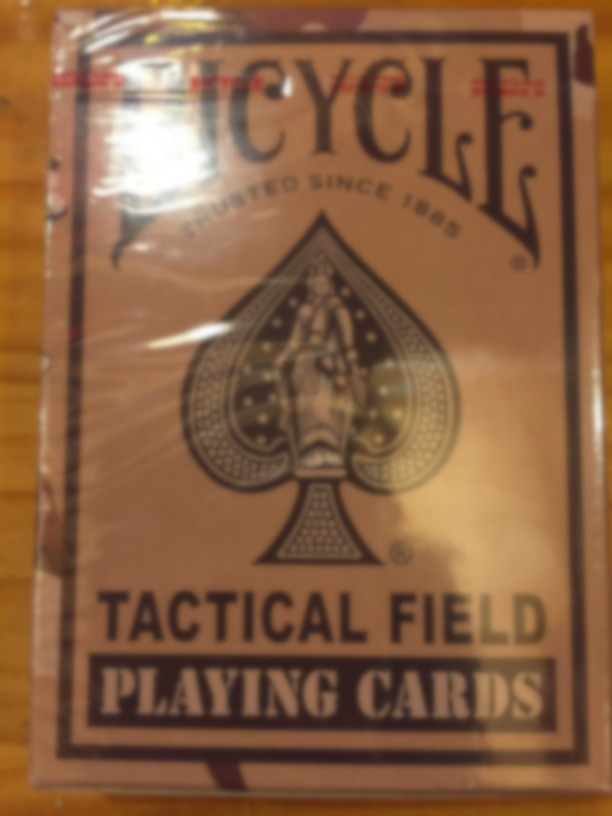 BICYCLE
®
TRUSTED SINCE 1885
®
TACTICAL FIELD
PLAYING CARDS